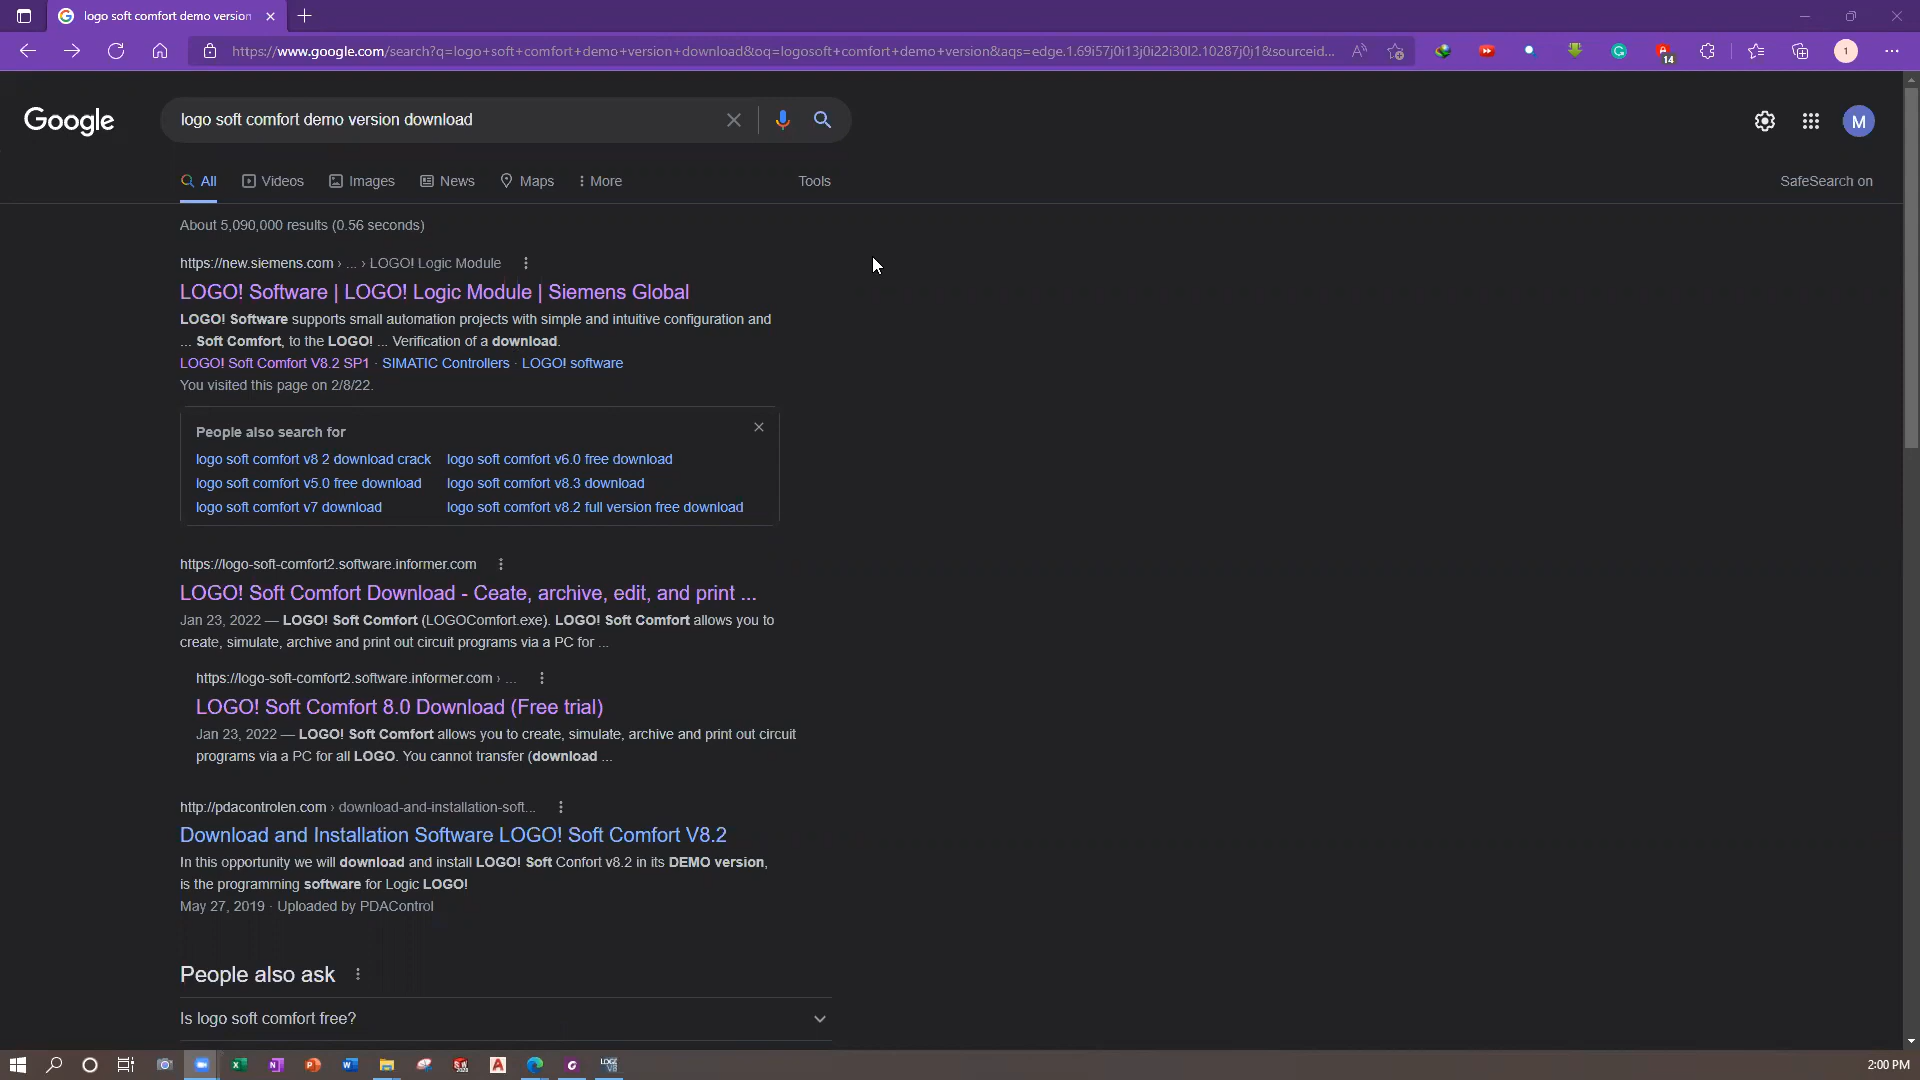 logo soft comfort demo version
https://www.google.com/search?q=logo+soft+comfort+demo+version+download&oq=logosoft+comfort+demo+version&aqs=edge.1.69i57j0i13j0i22i30l2.10287j0j1&sourceid...
14
1
Google
logo soft comfort demo version download
M
All
Videos
Images
News
Maps
More
Tools
SafeSearch on
About 5,090,000 results (0.56 seconds)
https://new.siemens.com › ... › LOGO! Logic Module
LOGO! Software | LOGO! Logic Module | Siemens Global
LOGO! Software supports small automation projects with simple and intuitive configuration and
... Soft Comfort, to the LOGO! ... Verification of a download.
LOGO! Soft Comfort V8.2 SP1 · SIMATIC Controllers · LOGO! software
You visited this page on 2/8/22.
People also search for
logo soft comfort v8 2 download crack
logo soft comfort v6.0 free download
logo soft comfort v5.0 free download
logo soft comfort v8.3 download
logo soft comfort v7 download
logo soft comfort v8.2 full version free download
https://logo-soft-comfort2.software.informer.com
LOGO! Soft Comfort Download - Ceate, archive, edit, and print ...
Jan 23, 2022 — LOGO! Soft Comfort (LOGOComfort.exe). LOGO! Soft Comfort allows you to
create, simulate, archive and print out circuit programs via a PC for ...
https://logo-soft-comfort2.software.informer.com › ...
LOGO! Soft Comfort 8.0 Download (Free trial)
Jan 23, 2022 — LOGO! Soft Comfort allows you to create, simulate, archive and print out circuit
programs via a PC for all LOGO. You cannot transfer (download ...
http://pdacontrolen.com › download-and-installation-soft...
Download and Installation Software LOGO! Soft Comfort V8.2
In this opportunity we will download and install LOGO! Soft Confort v8.2 in its DEMO version,
is the programming software for Logic LOGO!
May 27, 2019 · Uploaded by PDAControl
People also ask
Is logo soft comfort free?
2:00 PM